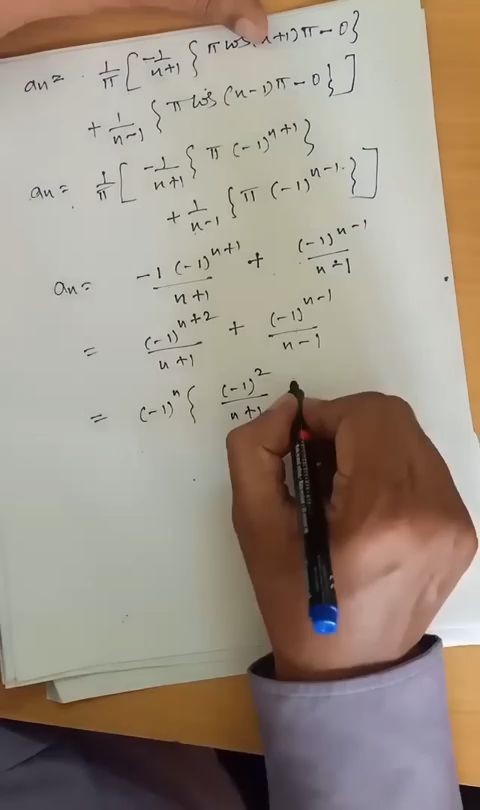 an = 1/π [ -1/n+1 { π cos (n+1)π - 0 }
+ 1/n-1 { π cos (n-1)π - 0 } ]
an = 1/π [ -1/n+1 { π (-1)^n+1 }
+ 1/n-1 { π (-1)^n-1 } ]
an = -1 (-1)^n+1 / n+1 + (-1)^n-1 / n-1
= (-1)^n+2 / n+1 + (-1)^n-1 / n-1
= (-1)^n { (-1)^2 / n+1